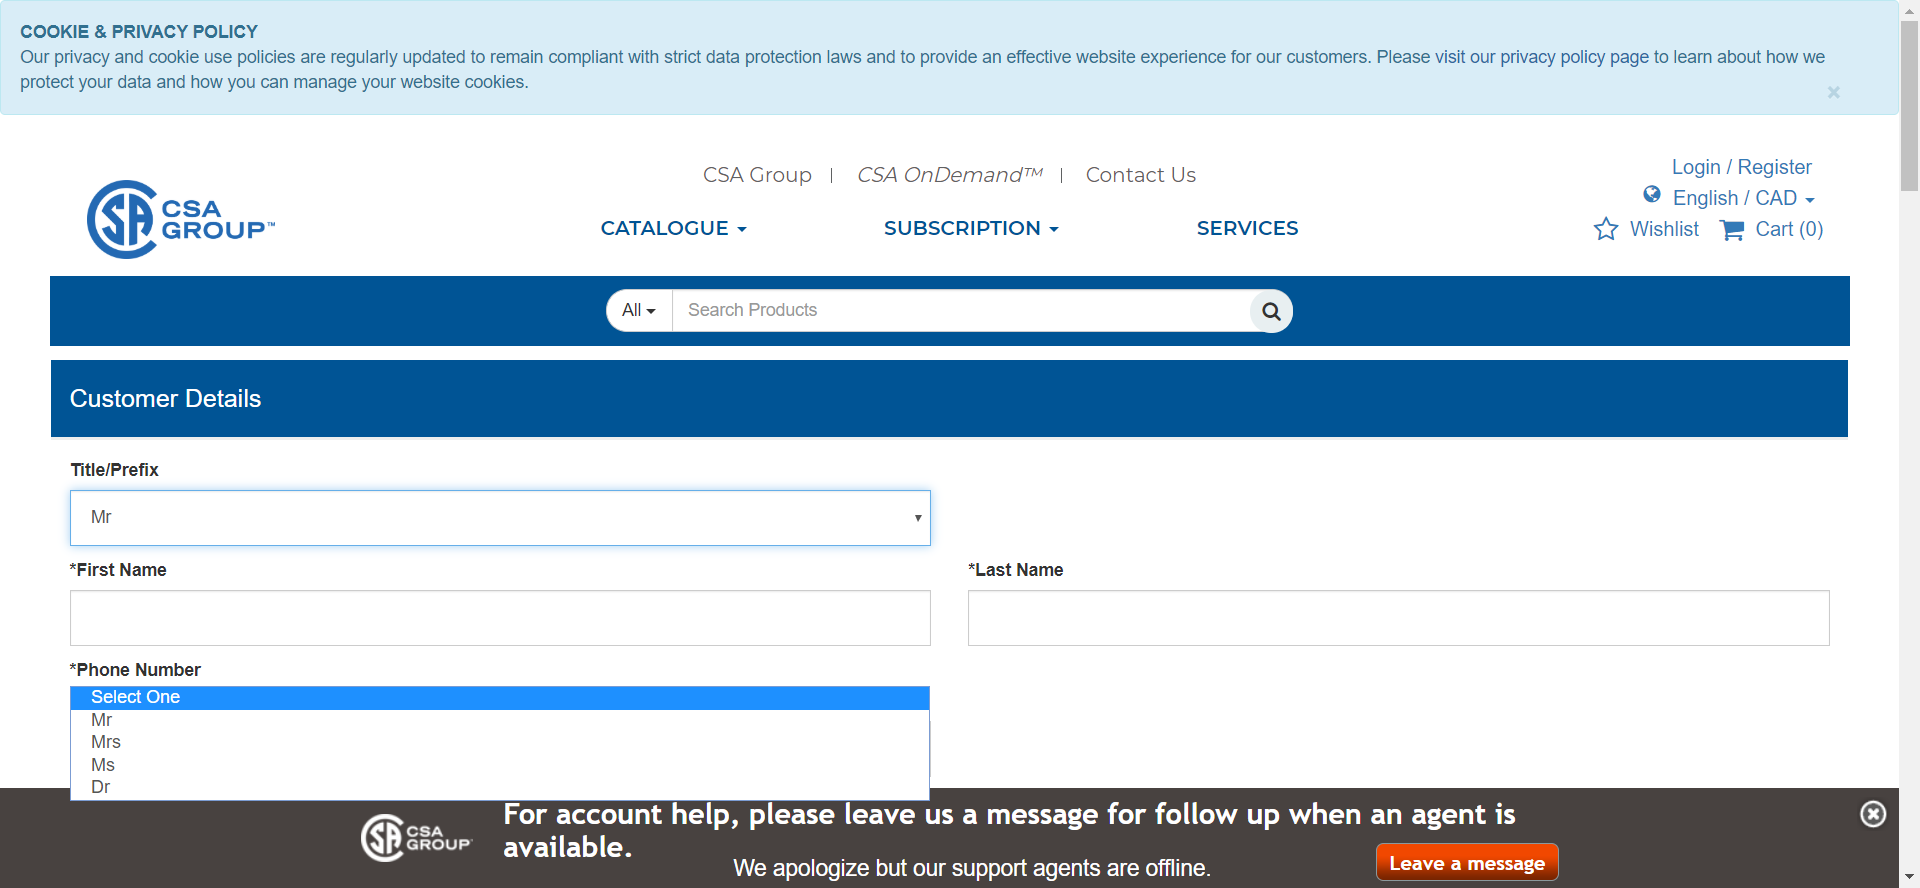 COOKIE & PRIVACY POLICY
Our privacy and cookie use policies are regularly updated to remain compliant with strict data protection laws and to provide an effective website experience for our customers. Please visit our privacy policy page to learn about how we
protect your data and how you can manage your website cookies.
×
CSA Group | CSA OnDemand™ | Contact Us
Login / Register
English / CAD
CSA
GROUP™
CATALOGUE
SUBSCRIPTION
SERVICES
Wishlist
Cart (0)
All
Search Products
Customer Details
Title/Prefix
Mr
*First Name
*Last Name
*Phone Number
Select One
Mr
Mrs
Ms
Dr
CSA
GROUP
For account help, please leave us a message for follow up when an agent is
available.
We apologize but our support agents are offline.
Leave a message